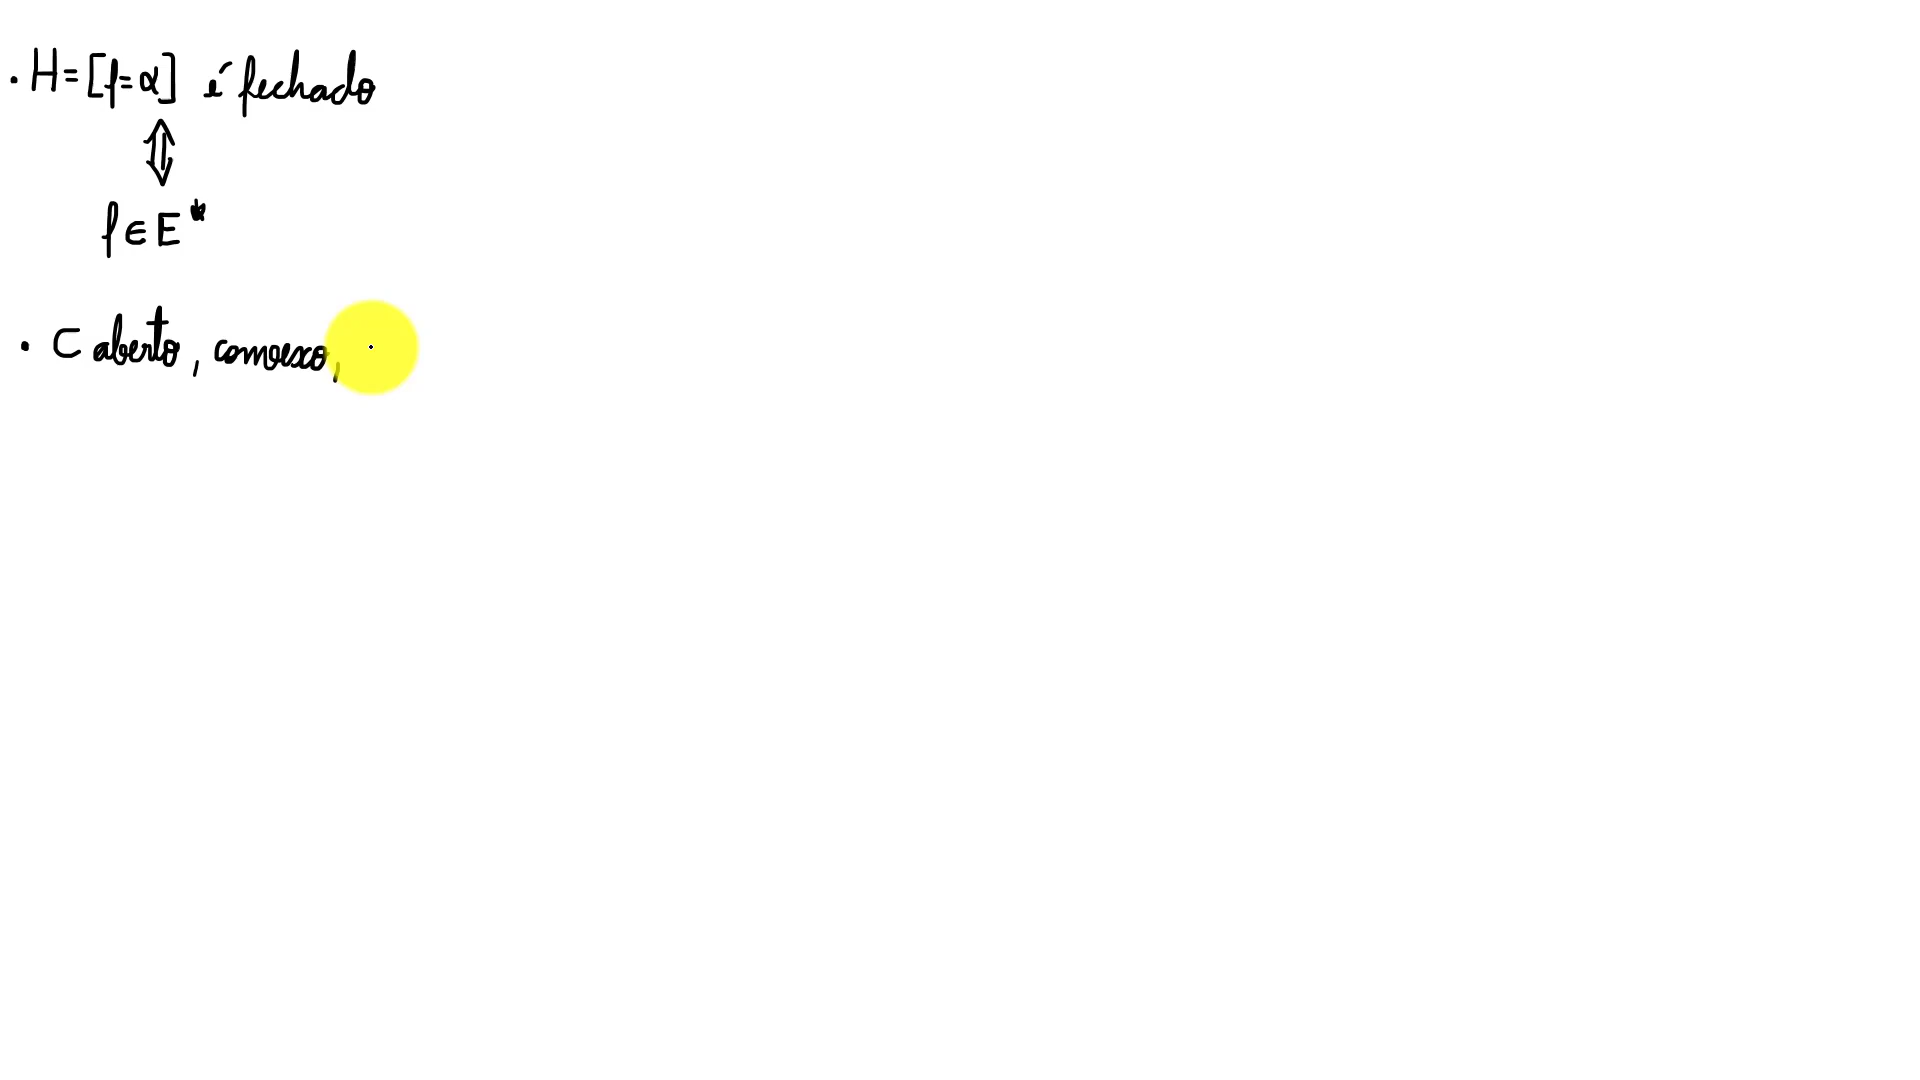 . H = [f = α] é fechado
⇕
f ∈ E*
. C aberto, convexo,